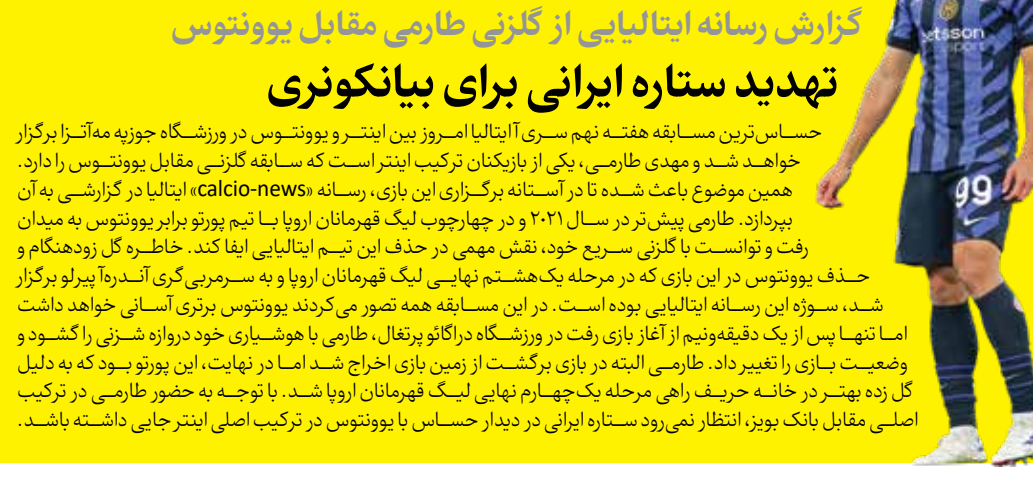 گزارش رسانه ایتالیایی از گلزنی طارمی مقابل یوونتوس
تهدید ستاره ایرانی برای بیانکونری
حساس‌ترین مسابقه هفته نهم سری‌آ ایتالیا امروز بین اینتر و یوونتوس در ورزشگاه جوزپه مه‌آتزا برگزار
خواهد شد و مهدی طارمی، یکی از بازیکنان ترکیب اینتر است که سابقه گلزنی مقابل یوونتوس را دارد.
همین موضوع باعث شده تا در آستانه برگزاری این بازی، رسانه «calcio-news» ایتالیا در گزارشی به آن
بپردازد. طارمی پیش‌تر در سال ۲۰۲۱ و در چهارچوب لیگ قهرمانان اروپا با تیم پورتو برابر یوونتوس به میدان
رفت و توانست با گلزنی سریع خود، نقش مهمی در حذف این تیم ایتالیایی ایفا کند. خاطره گل زودهنگام و
حذف یوونتوس در این بازی که در مرحله یک‌هشتم نهایی لیگ قهرمانان اروپا و به سرمربی‌گری آندره‌آ پیرلو برگزار
شد، سوژه این رسانه ایتالیایی بوده است. در این مسابقه همه تصور می‌کردند یوونتوس برتری آسانی خواهد داشت
اما تنها پس از یک دقیقه‌ونیم از آغاز بازی رفت در ورزشگاه دراگائو پرتغال، طارمی با هوشیاری خود دروازه شزنی را گشود و
وضعیت بازی را تغییر داد. طارمی البته در بازی برگشت از زمین بازی اخراج شد اما در نهایت، این پورتو بود که به دلیل
گل زده بهتر در خانه حریف راهی مرحله یک‌چهارم نهایی لیگ قهرمانان اروپا شد. با توجه به حضور طارمی در ترکیب
اصلی مقابل بانک بویز، انتظار نمی‌رود ستاره ایرانی در دیدار حساس با یوونتوس در ترکیب اصلی اینتر جایی داشته باشد.
betsson
sport
99